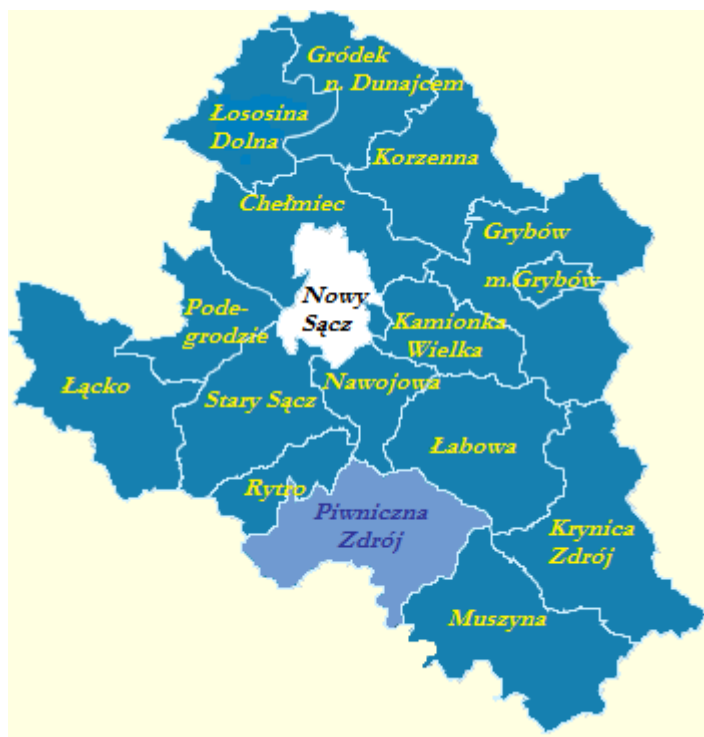 Gródek
n. Dunajcem
Łososina
Dolna
Korzenna
Chełmiec
Grybów
m.Grybów
Nowy
Sącz
Pode-
grodzie
Kamionka
Wielka
Łącko
Stary Sącz
Nawojowa
Łabowa
Rytro
Piwniczna
Zdrój
Krynica
Zdrój
Muszyna